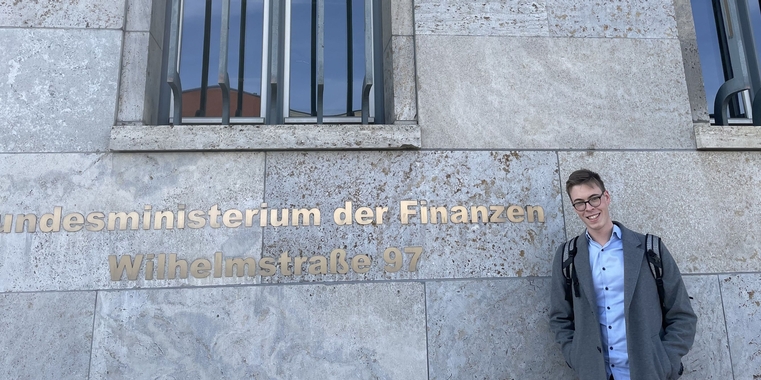 undesministerium der Finanzen
Wilhelmstraße 97